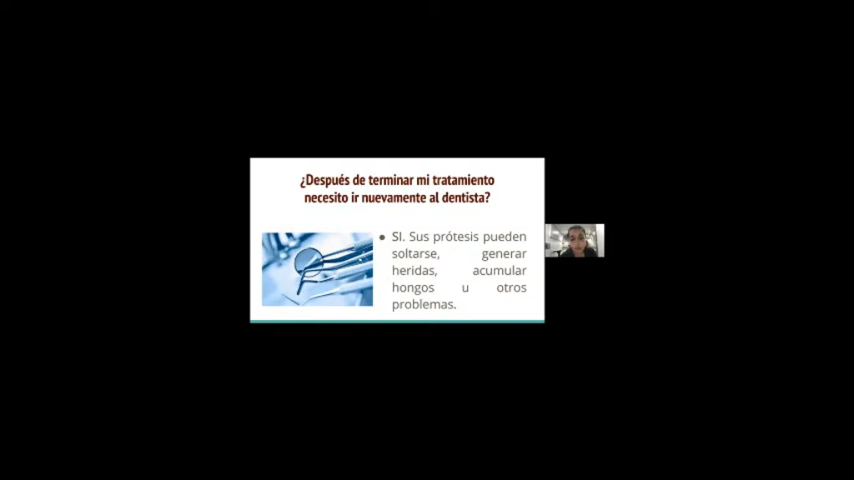 ¿Después de terminar mi tratamiento
necesito ir nuevamente al dentista?
● SI. Sus prótesis pueden
soltarse, generar
heridas, acumular
hongos u otros
problemas.